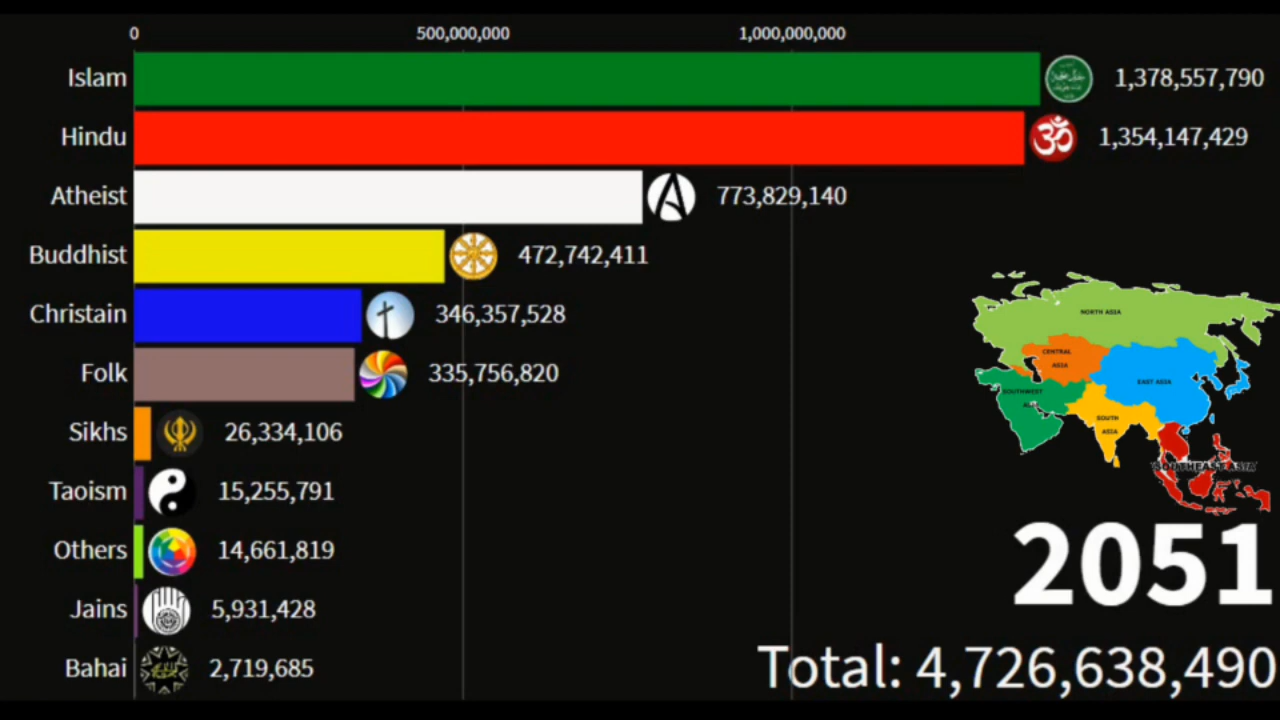 0 500,000,000 1,000,000,000
Islam 1,378,557,790
Hindu 1,354,147,429
Atheist 773,829,140
Buddhist 472,742,411
Christain 346,357,528
Folk 335,756,820
Sikhs 26,334,106
Taoism 15,255,791
Others 14,661,819
Jains 5,931,428
Bahai 2,719,685
NORTH ASIA
CENTRAL
ASIA
EAST ASIA
SOUTHWEST
SOUTH
ASIA
SOUTHEAST ASIA
2051
Total: 4,726,638,490